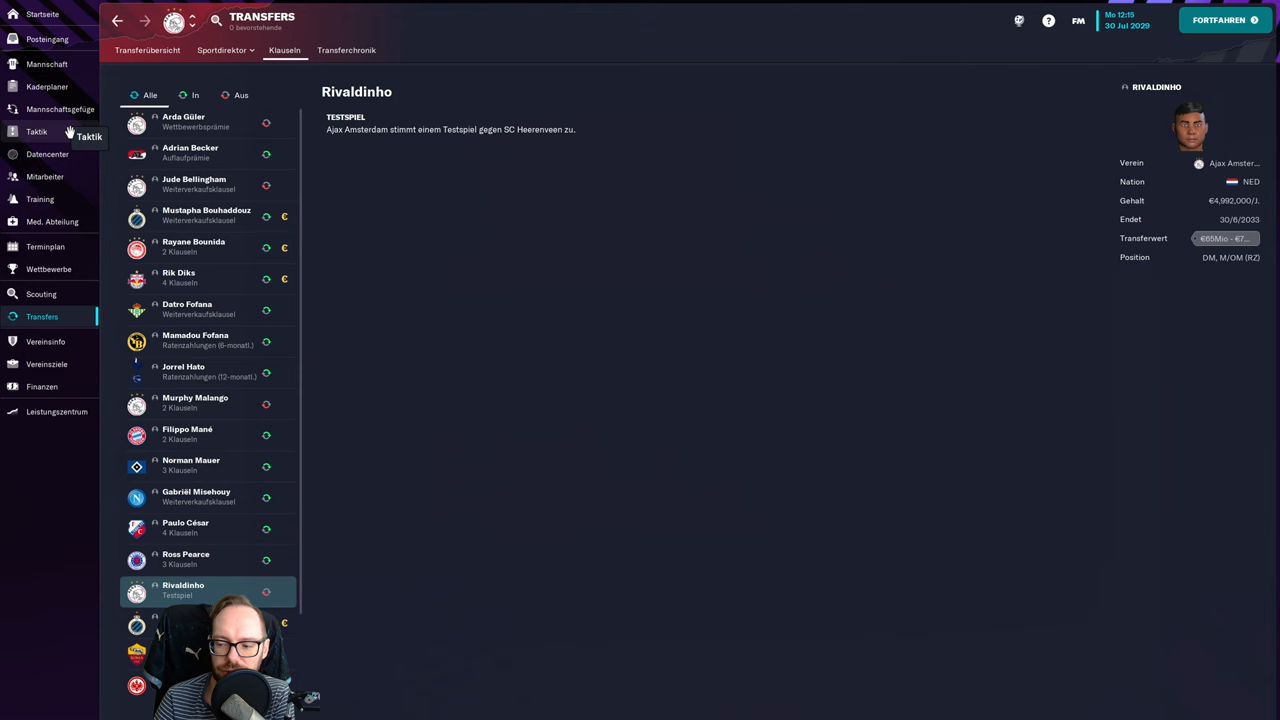 Startseite
Posteingang
Mannschaft
Kaderplaner
Mannschaftsgefüge
Taktik
Taktik
Datencenter
Mitarbeiter
Training
Med. Abteilung
Terminplan
Wettbewerbe
Scouting
Transfers
Vereinsinfo
Vereinsziele
Finanzen
Leistungszentrum
TRANSFERS
0 bevorstehende
?
FM
Mo 12:15
30 Jul 2029
FORTFAHREN
Transferübersicht
Sportdirektor
Klauseln
Transferchronik
Alle
In
Aus
Arda Güler
Wettbewerbsprämie
Adrian Becker
Auflaufprämie
Jude Bellingham
Weiterverkaufsklausel
Mustapha Bouhaddouz
Weiterverkaufsklausel
€
Rayane Bounida
2 Klauseln
€
Rik Diks
4 Klauseln
€
Datro Fofana
Weiterverkaufsklausel
Mamadou Fofana
Ratenzahlungen (6-monatl.)
Jorrel Hato
Ratenzahlungen (12-monatl.)
Murphy Malango
2 Klauseln
Filippo Mané
2 Klauseln
Norman Mauer
3 Klauseln
Gabriël Misehouy
Weiterverkaufsklausel
Paulo César
4 Klauseln
Ross Pearce
3 Klauseln
Rivaldinho
Testspiel
€
Rivaldinho
TESTSPIEL
Ajax Amsterdam stimmt einem Testspiel gegen SC Heerenveen zu.
RIVALDINHO
Verein Ajax Amster...
Nation NED
Gehalt €4,992,000/J.
Endet 30/6/2033
Transferwert €65Mio - €7...
Position DM, M/OM (RZ)